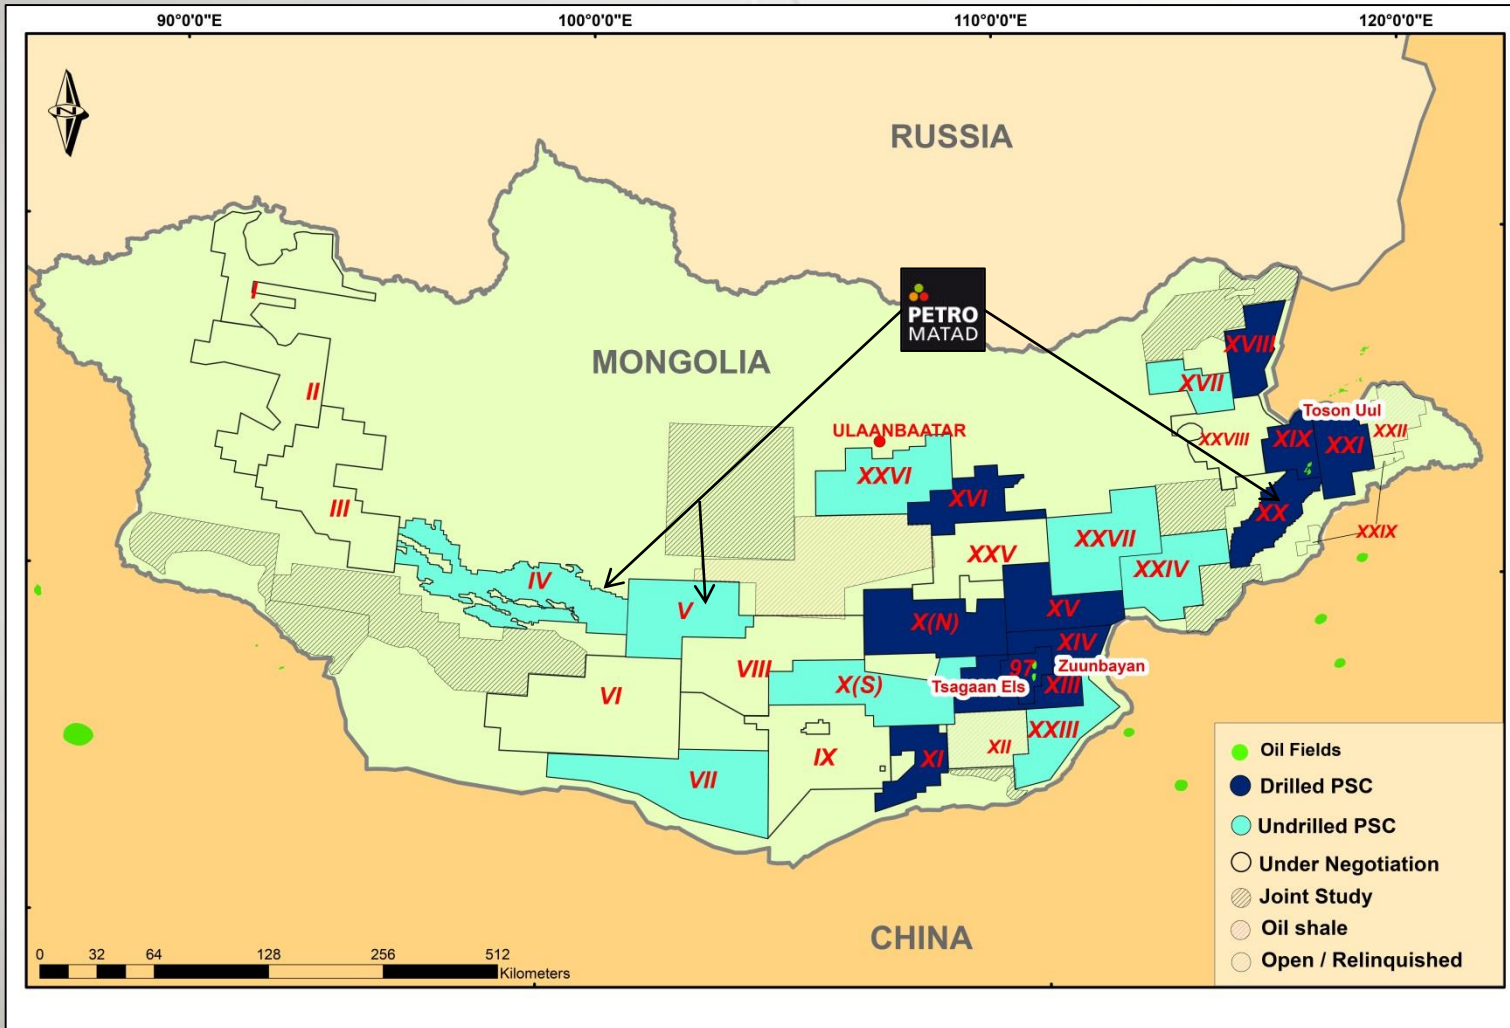 90°0'0"E
100°0'0"E
110°0'0"E
120°0'0"E
N
RUSSIA
MONGOLIA
CHINA
PETRO
MATAD
ULAANBAATAR
Toson Uul
Zuunbayan
Tsagaan Els
I
II
III
IV
V
VI
VII
VIII
IX
X(N)
X(S)
XI
XII
XIII
97
XIV
XV
XVI
XVII
XVIII
XIX
XX
XXI
XXII
XXIII
XXIV
XXV
XXVI
XXVII
XXVIII
XXIX
Oil Fields
Drilled PSC
Undrilled PSC
Under Negotiation
Joint Study
Oil shale
Open / Relinquished
0 32 64 128 256 512
Kilometers